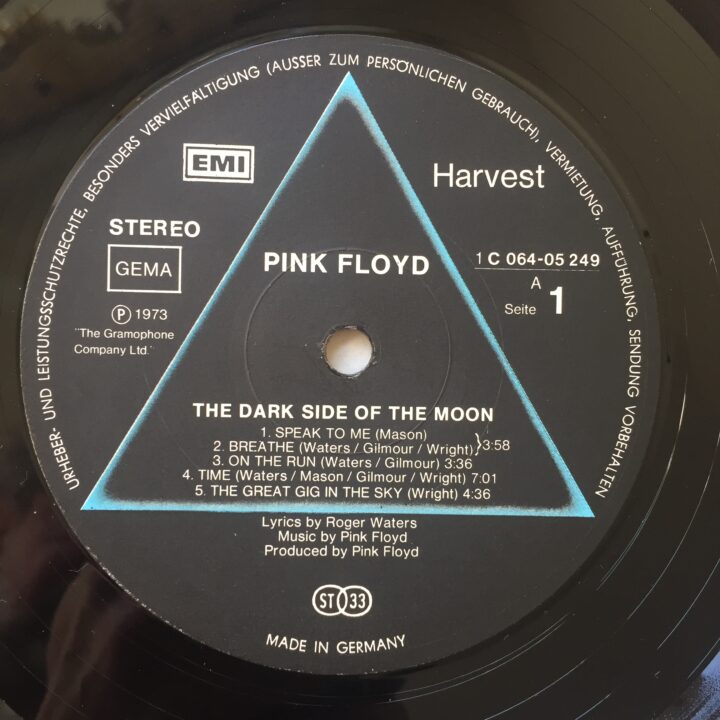 URHEBER- UND LEISTUNGSSCHUTZRECHTE, BESONDERS VERVIELFÄLTIGUNG (AUSSER ZUM PERSÖNLICHEN GEBRAUCH), VERMIETUNG, AUFFÜHRUNG, SENDUNG VORBEHALTEN
EMI
Harvest
STEREO
GEMA
PINK FLOYD
1 C 064-05 249
A
Seite 1
Ⓟ 1973
"The Gramophone
Company Ltd."
THE DARK SIDE OF THE MOON
1. SPEAK TO ME (Mason)
2. BREATHE (Waters / Gilmour / Wright) }3:58
3. ON THE RUN (Waters / Gilmour) 3:36
4. TIME (Waters / Mason / Gilmour / Wright) 7:01
5. THE GREAT GIG IN THE SKY (Wright) 4:36
Lyrics by Roger Waters
Music by Pink Floyd
Produced by Pink Floyd
ST 33
MADE IN GERMANY